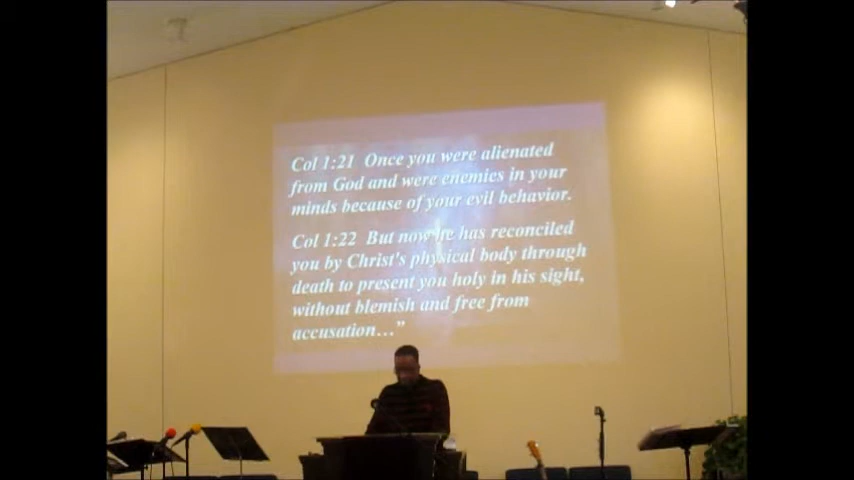 Col 1:21  Once you were alienated
from God and were enemies in your
minds because of your evil behavior.
Col 1:22  But now he has reconciled
you by Christ's physical body through
death to present you holy in his sight,
without blemish and free from
accusation…”